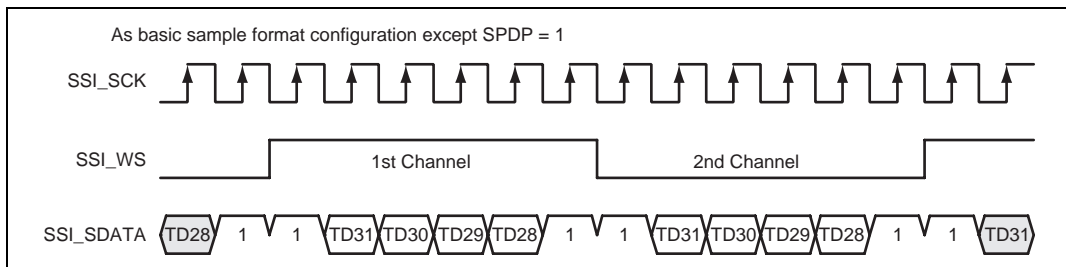 As basic sample format configuration except SPDP = 1
SSI_SCK
SSI_WS
1st Channel
2nd Channel
SSI_SDATA
TD28 1 1 TD31 TD30 TD29 TD28 1 1 TD31 TD30 TD29 TD28 1 1 TD31